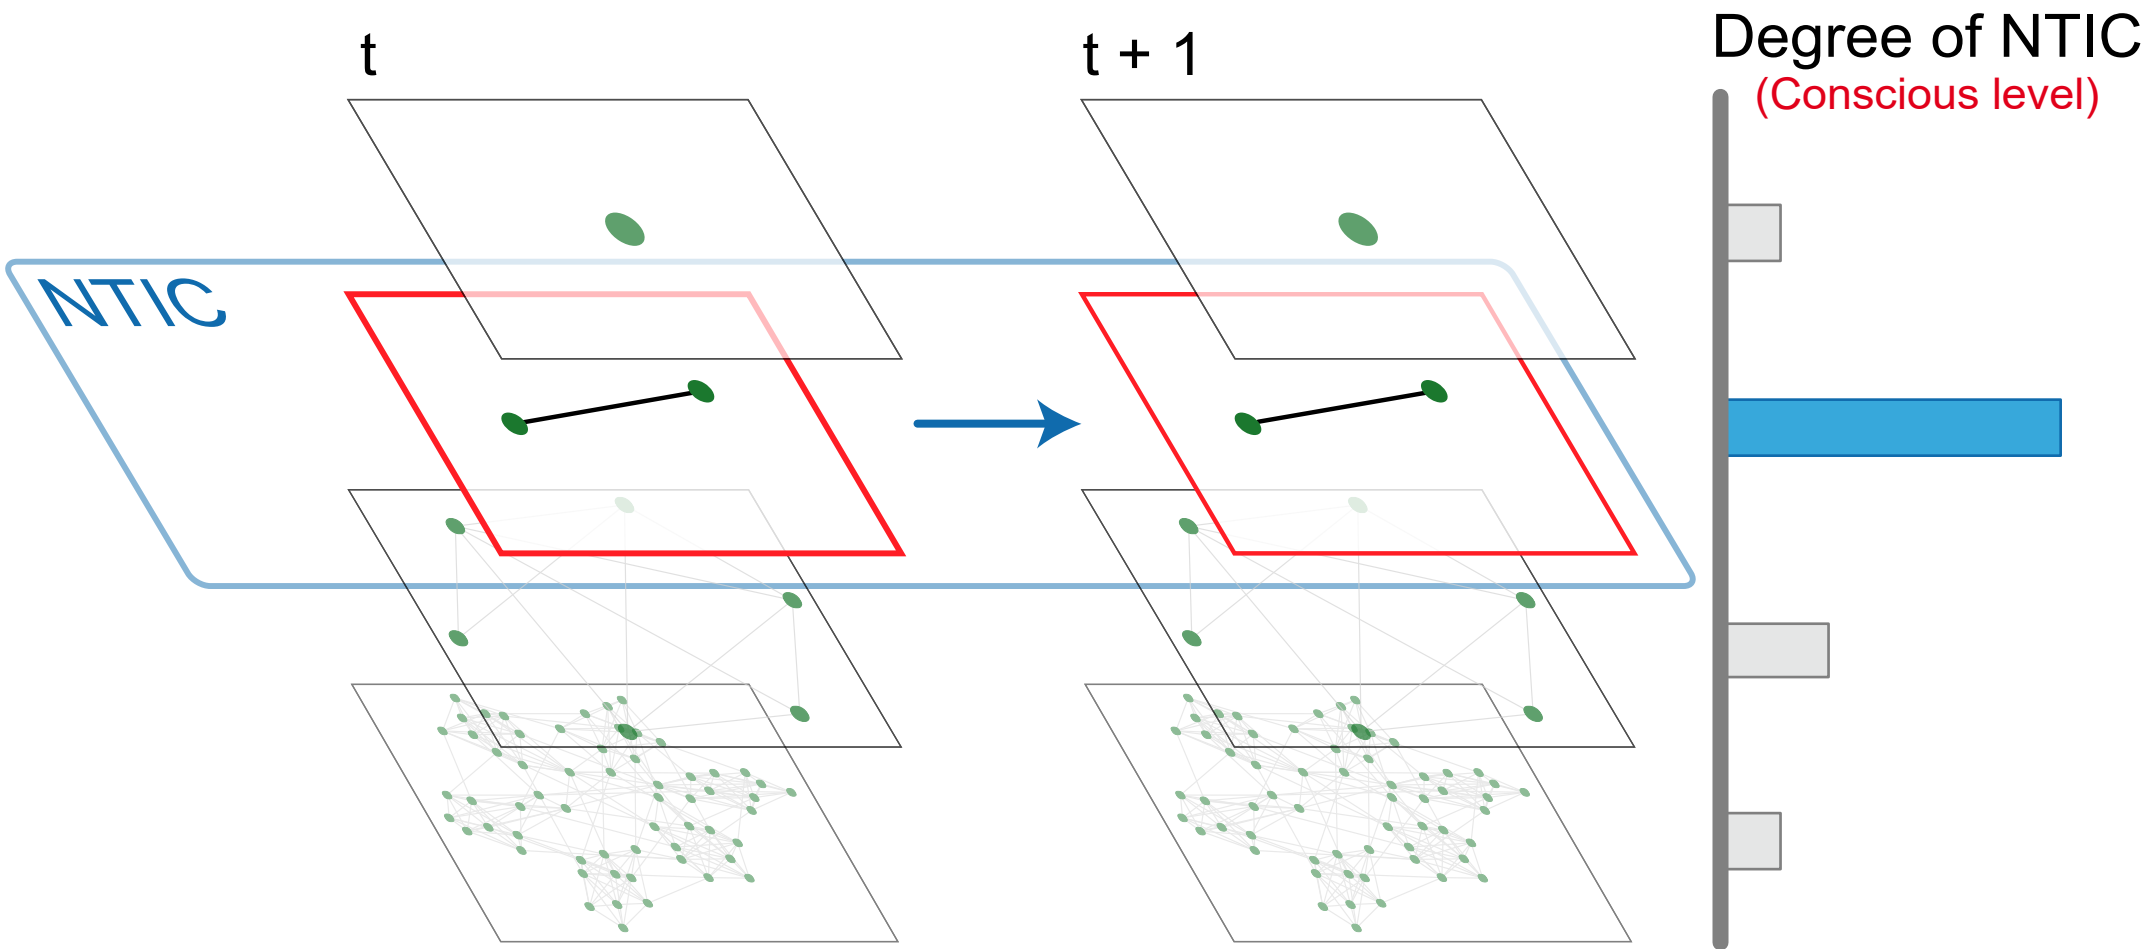 t
t + 1
Degree of NTIC
(Conscious level)
NTIC